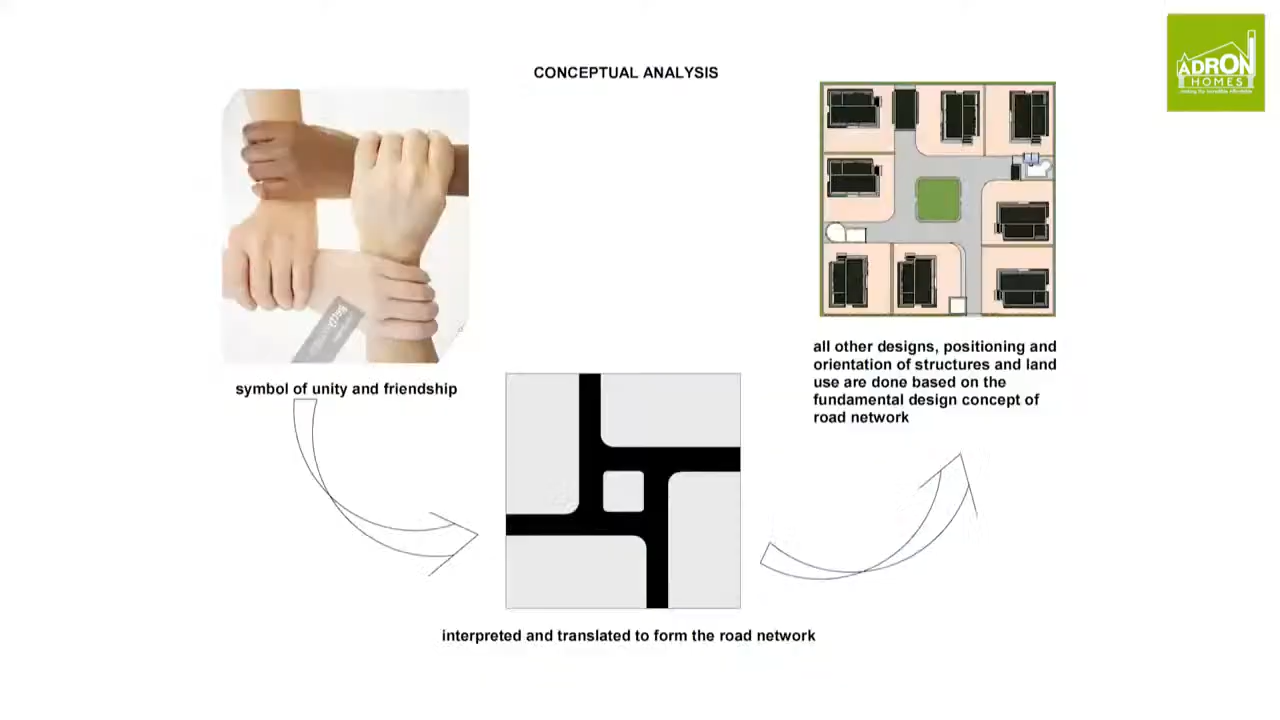 CONCEPTUAL ANALYSIS
ADRON
HOMES
symbol of unity and friendship
all other designs, positioning and
orientation of structures and land
use are done based on the
fundamental design concept of
road network
interpreted and translated to form the road network